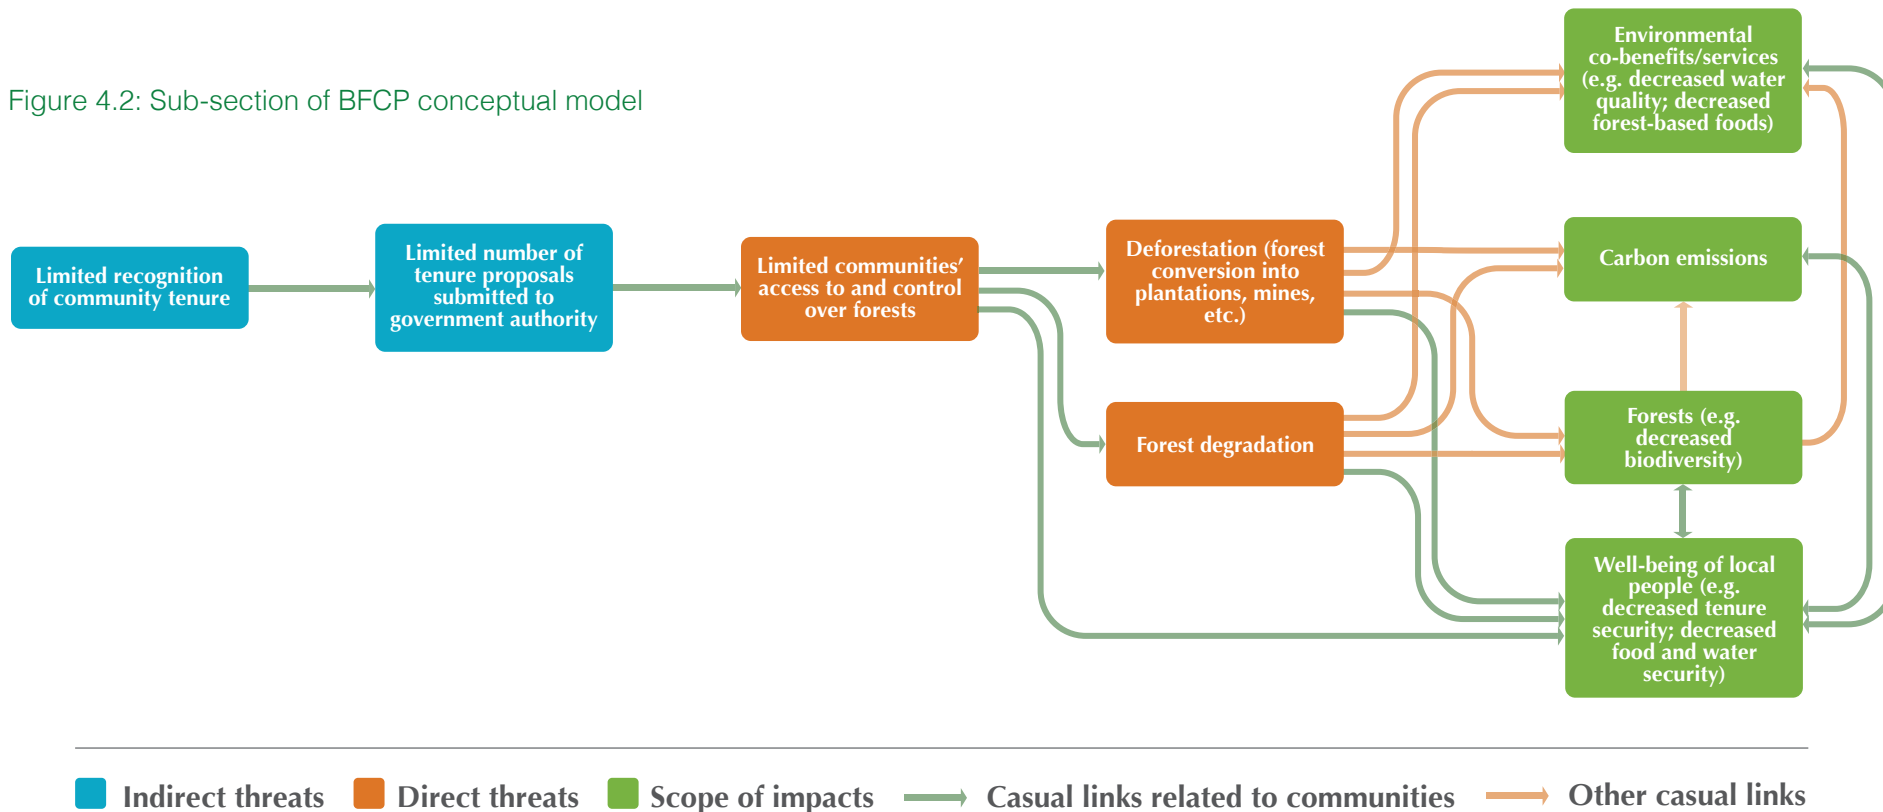 Figure 4.2: Sub-section of BFCP conceptual model
Limited recognition
of community tenure
Limited number of
tenure proposals
submitted to
government authority
Limited communities’
access to and control
over forests
Deforestation (forest
conversion into
plantations, mines,
etc.)
Forest degradation
Environmental
co-benefits/services
(e.g. decreased water
quality; decreased
forest-based foods)
Carbon emissions
Forests (e.g.
decreased
biodiversity)
Well-being of local
people (e.g.
decreased tenure
security; decreased
food and water
security)
Indirect threats
Direct threats
Scope of impacts
Casual links related to communities
Other casual links